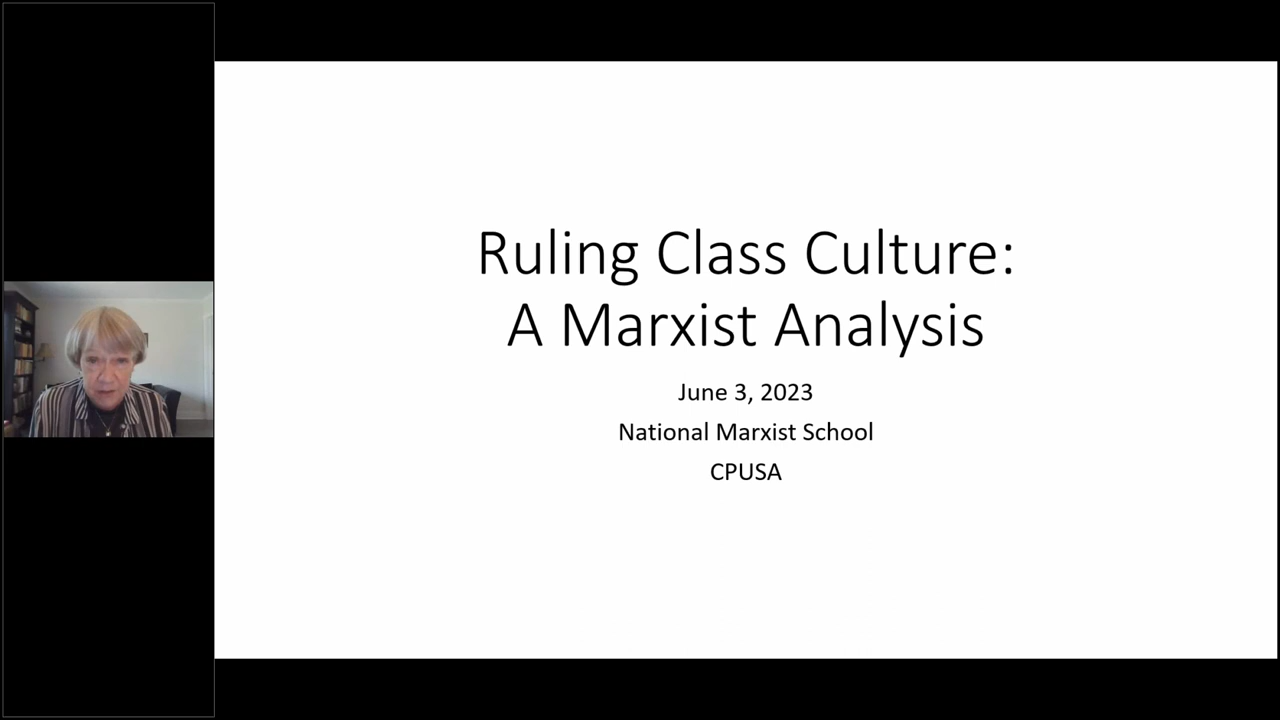 Ruling Class Culture:
A Marxist Analysis
June 3, 2023
National Marxist School
CPUSA